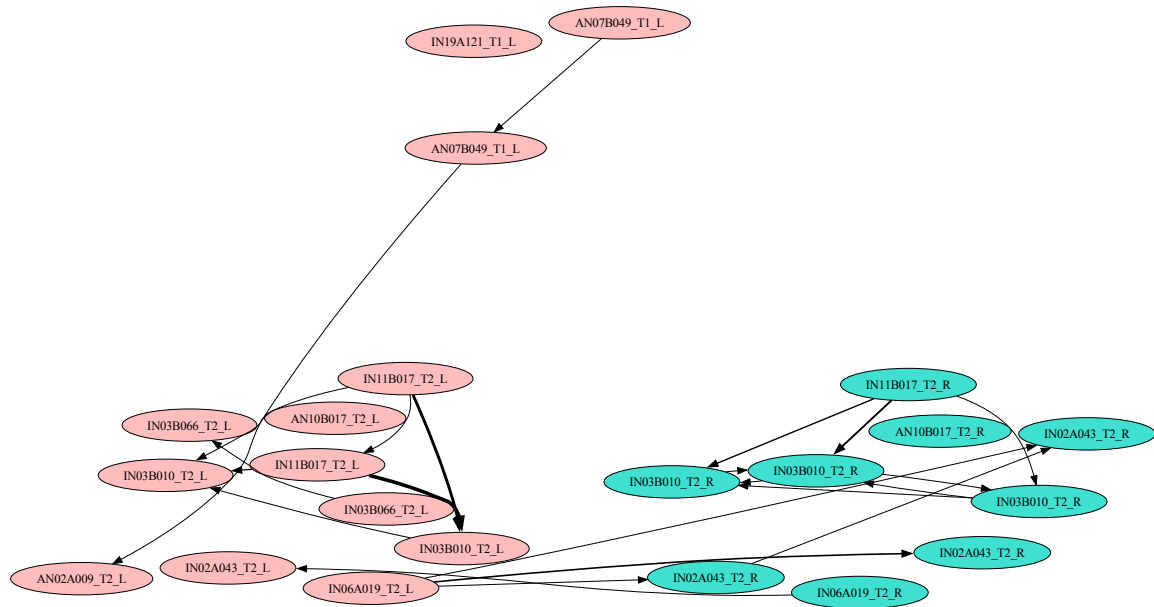 AN07B049_T1_L
IN19A121_T1_L
AN07B049_T1_L
IN11B017_T2_L
IN11B017_T2_R
AN10B017_T2_L
IN03B066_T2_L
AN10B017_T2_R
IN02A043_T2_R
IN11B017_T2_L
IN03B010_T2_L
IN03B010_T2_R
IN03B010_T2_R
IN03B010_T2_R
IN03B066_T2_L
IN03B010_T2_L
IN02A043_T2_R
IN02A043_T2_L
AN02A009_T2_L
IN02A043_T2_R
IN06A019_T2_L
IN06A019_T2_R